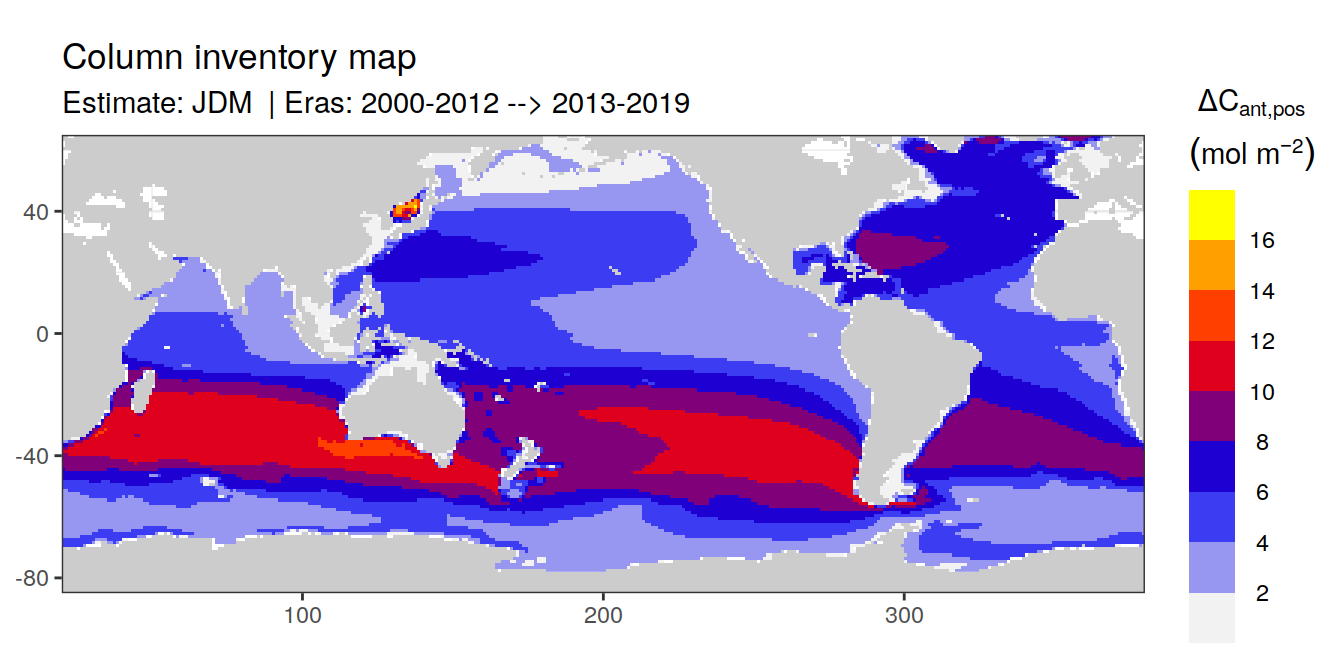 Column inventory map
Estimate: JDM | Eras: 2000-2012 --> 2013-2019
ΔCant,pos
(mol m−2)
16
14
12
10
8
6
4
2
40
0
-40
-80
100 200 300